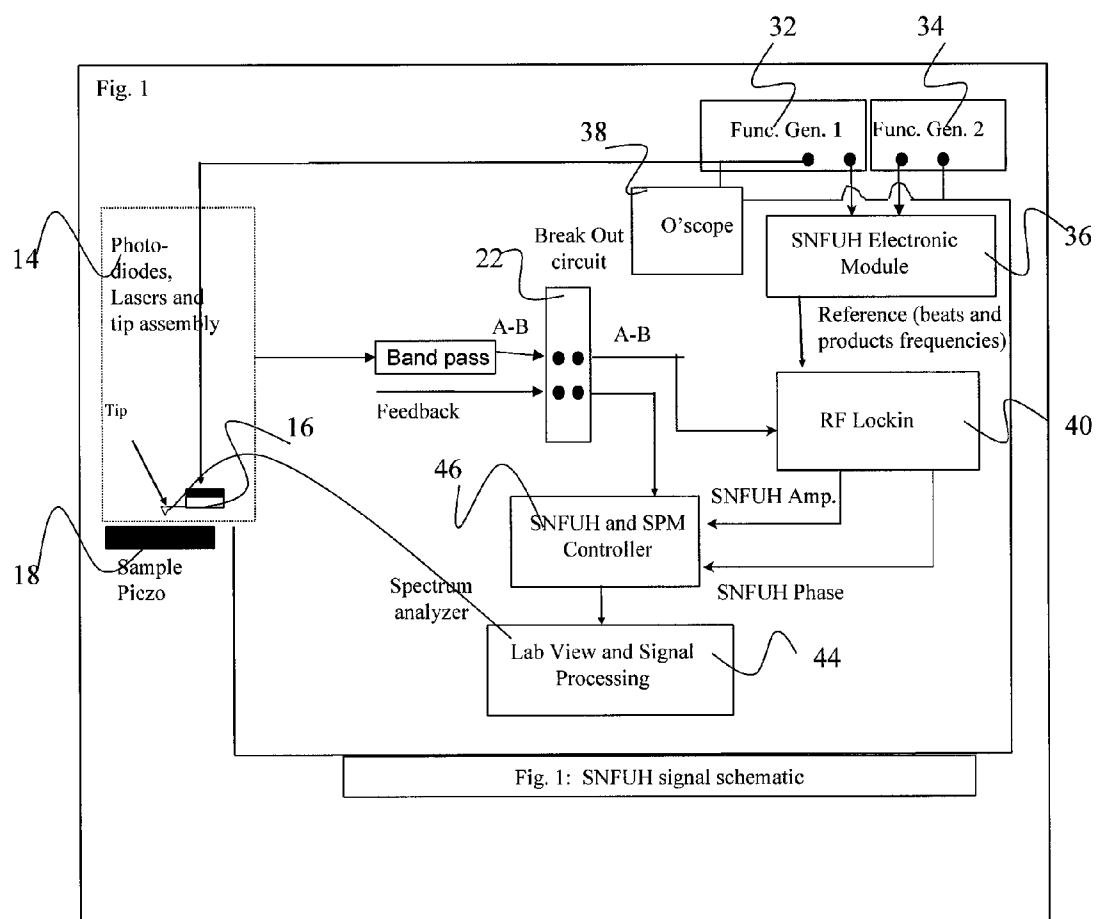 32
34
Fig. 1
Func. Gen. 1
Func. Gen. 2
38
O'scope
14
Photo-
diodes,
Lasers and
tip assembly
Break Out
circuit
22
SNFUH Electronic
Module
36
A-B
A-B
Reference (beats and
products frequencies)
Band pass
Feedback
Tip
16
RF Lockin
40
46
SNFUH Amp.
SNFUH and SPM
Controller
18
Sample
Piezo
SNFUH Phase
Spectrum
analyzer
Lab View and Signal
Processing
44
Fig. 1: SNFUH signal schematic